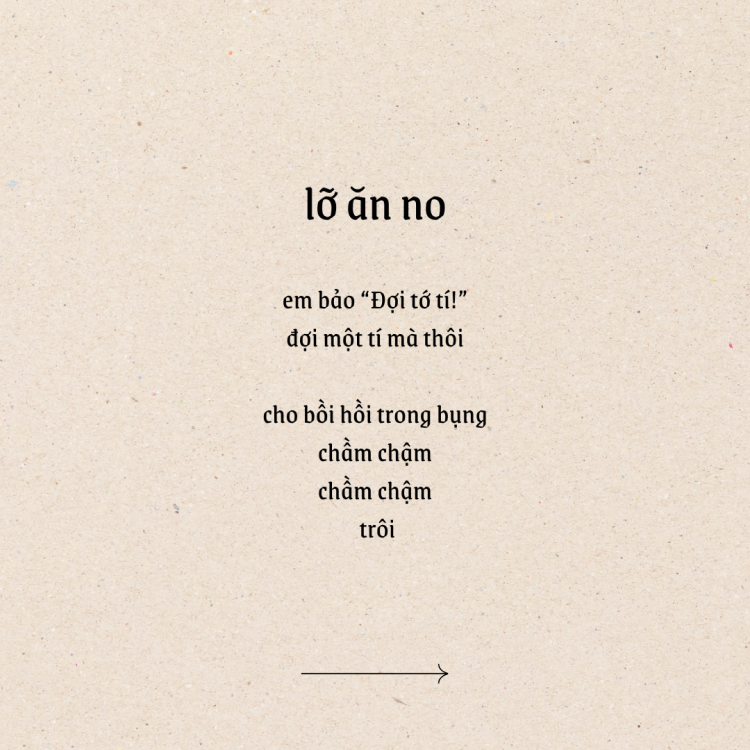 lỡ ăn no
em bảo “Đợi tớ tí!”
đợi một tí mà thôi
cho bồi hồi trong bụng
chầm chậm
chầm chậm
trôi